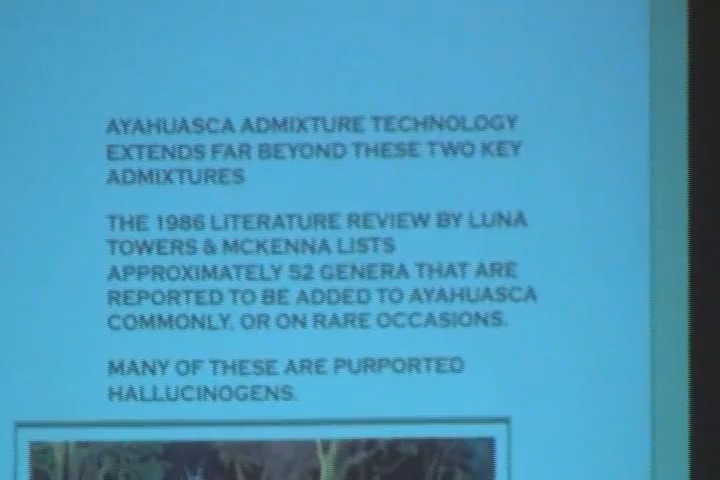 AYAHUASCA ADMIXTURE TECHNOLOGY
EXTENDS FAR BEYOND THESE TWO KEY
ADMIXTURES
THE 1986 LITERATURE REVIEW BY LUNA
TOWERS & MCKENNA LISTS
APPROXIMATELY 52 GENERA THAT ARE
REPORTED TO BE ADDED TO AYAHUASCA
COMMONLY, OR ON RARE OCCASIONS.
MANY OF THESE ARE PURPORTED
HALLUCINOGENS.